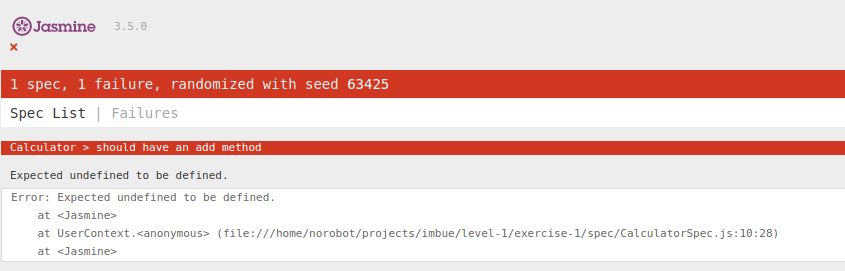 Jasmine 3.5.0
×
1 spec, 1 failure, randomized with seed 63425
Spec List | Failures
Calculator > should have an add method
Expected undefined to be defined.
Error: Expected undefined to be defined.
at <Jasmine>
at UserContext.<anonymous> (file:///home/norobot/projects/imbue/level-1/exercise-1/spec/CalculatorSpec.js:10:28)
at <Jasmine>